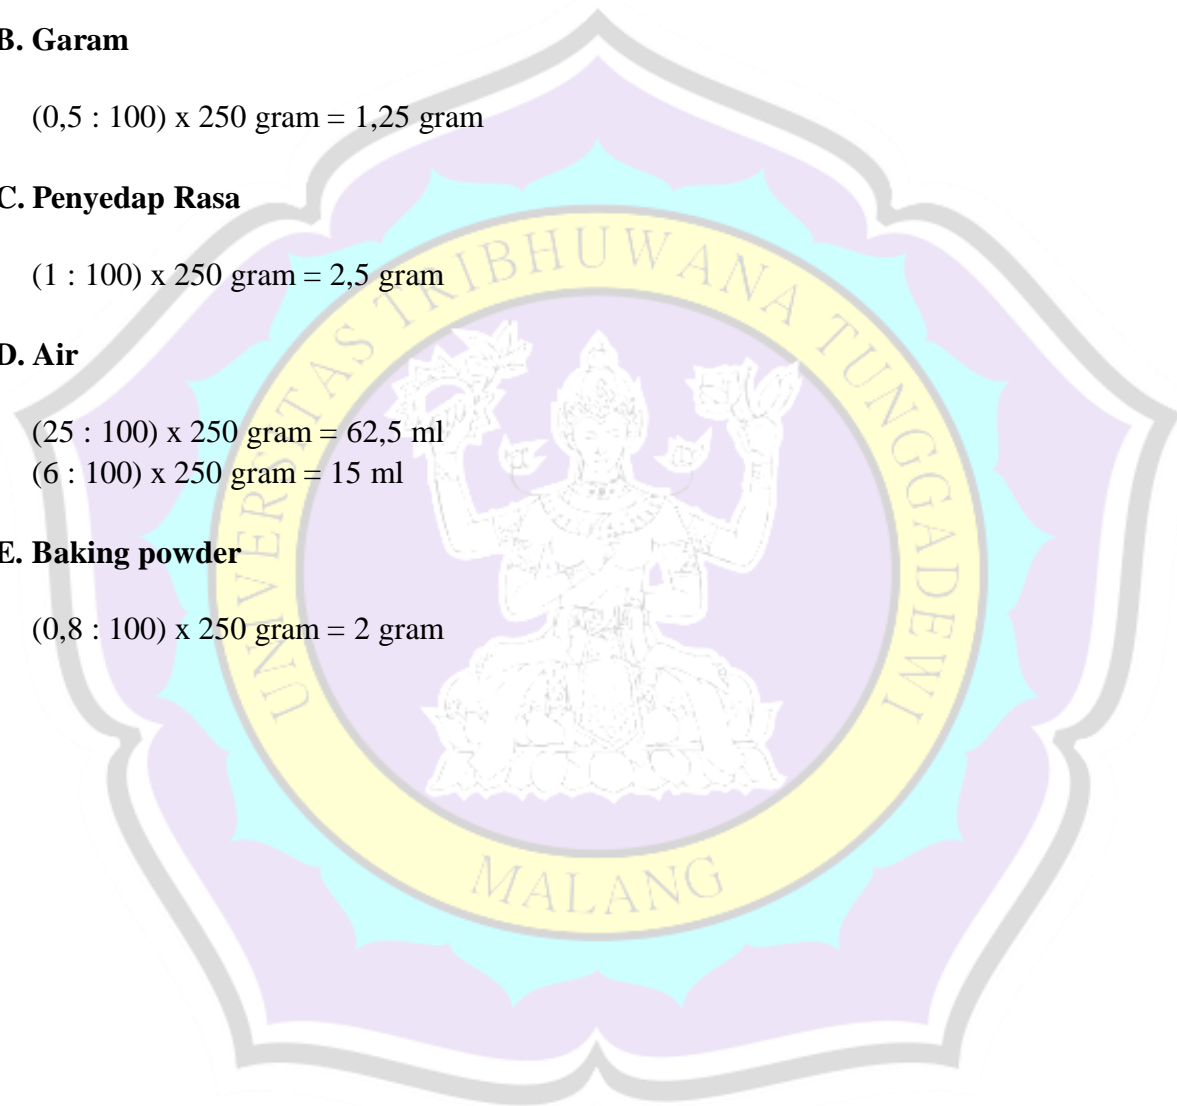 B. Garam
(0,5 : 100) x 250 gram = 1,25 gram
C. Penyedap Rasa
(1 : 100) x 250 gram = 2,5 gram
D. Air
(25 : 100) x 250 gram = 62,5 ml
(6 : 100) x 250 gram = 15 ml
E. Baking powder
(0,8 : 100) x 250 gram = 2 gram
UNIVERSITAS TRIBHUWANA TUNGGADEWI
MALANG